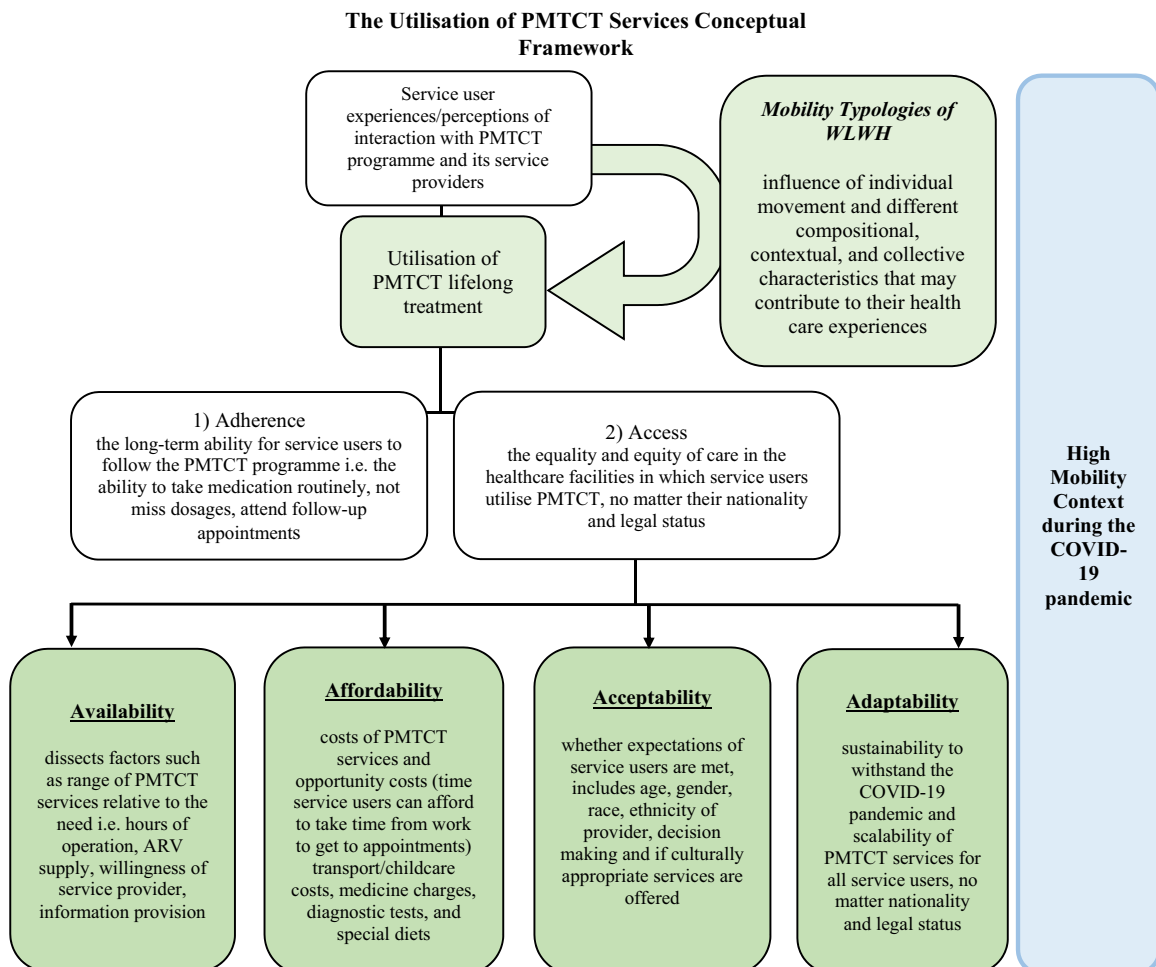 The Utilisation of PMTCT Services Conceptual
Framework
Service user
experiences/perceptions of
interaction with PMTCT
programme and its service
providers
Mobility Typologies of
WLWH
influence of individual
movement and different
compositional,
contextual, and collective
characteristics that may
contribute to their health
care experiences
Utilisation of
PMTCT lifelong
treatment
1) Adherence
the long-term ability for service users to
follow the PMTCT programme i.e. the
ability to take medication routinely, not
miss dosages, attend follow-up
appointments
2) Access
the equality and equity of care in the
healthcare facilities in which service users
utilise PMTCT, no matter their nationality
and legal status
High
Mobility
Context
during the
COVID-
19
pandemic
Availability
dissects factors such
as range of PMTCT
services relative to the
need i.e. hours of
operation, ARV
supply, willingness of
service provider,
information provision
Affordability
costs of PMTCT
services and
opportunity costs (time
service users can afford
to take time from work
to get to appointments)
transport/childcare
costs, medicine charges,
diagnostic tests, and
special diets
Acceptability
whether expectations of
service users are met,
includes age, gender,
race, ethnicity of
provider, decision
making and if culturally
appropriate services are
offered
Adaptability
sustainability to
withstand the
COVID-19
pandemic and
scalability of
PMTCT services for
all service users, no
matter nationality
and legal status